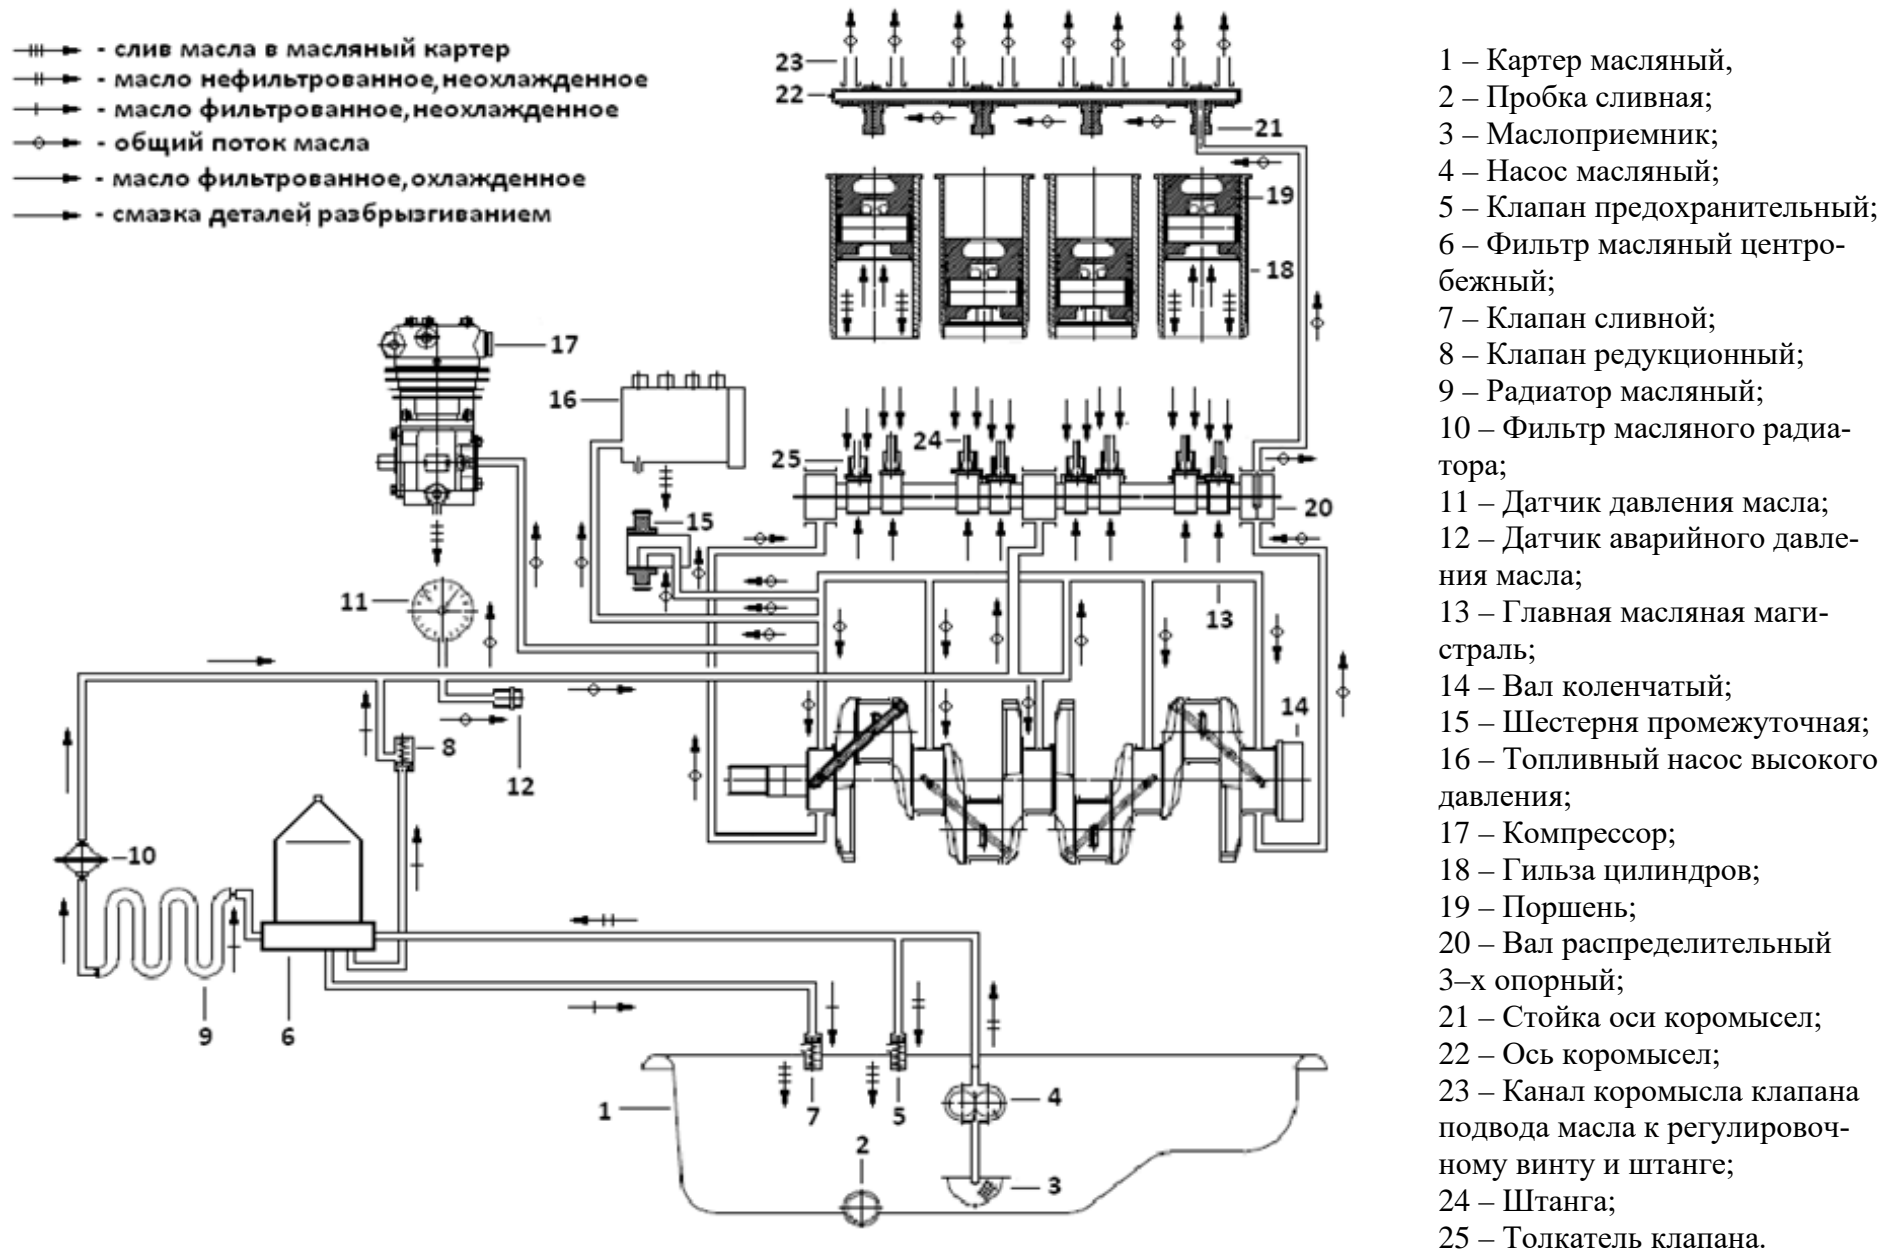 - слив масла в масляный картер
- масло нефильтрованное, неохлажденное
- масло фильтрованное, неохлажденное
- общий поток масла
- масло фильтрованное, охлажденное
- смазка деталей разбрызгиванием
23
22
21
19
18
17
16
24
25
15
20
11
13
14
8
12
10
9
6
7
5
4
1
2
3
1 – Картер масляный,
2 – Пробка сливная;
3 – Маслоприемник;
4 – Насос масляный;
5 – Клапан предохранительный;
6 – Фильтр масляный центро-
бежный;
7 – Клапан сливной;
8 – Клапан редукционный;
9 – Радиатор масляный;
10 – Фильтр масляного радиа-
тора;
11 – Датчик давления масла;
12 – Датчик аварийного давле-
ния масла;
13 – Главная масляная маги-
страль;
14 – Вал коленчатый;
15 – Шестерня промежуточная;
16 – Топливный насос высокого
давления;
17 – Компрессор;
18 – Гильза цилиндров;
19 – Поршень;
20 – Вал распределительный
3–х опорный;
21 – Стойка оси коромысел;
22 – Ось коромысел;
23 – Канал коромысла клапана
подвода масла к регулировоч-
ному винту и штанге;
24 – Штанга;
25 – Толкатель клапана.